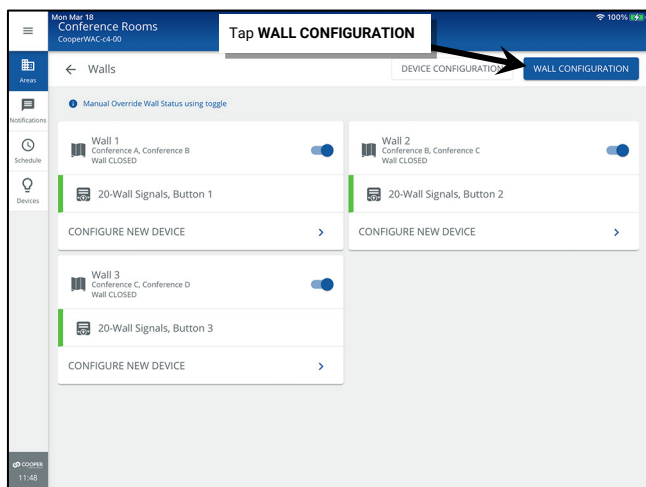 Mon Mar 18
100%
Conference Rooms
CooperWAC-c4-00
Tap WALL CONFIGURATION
Areas
Notifications
Schedule
Devices
Walls
DEVICE CONFIGURATION
WALL CONFIGURATION
Manual Override Wall Status using toggle
Wall 1
Conference A, Conference B
Wall CLOSED
20-Wall Signals, Button 1
CONFIGURE NEW DEVICE
Wall 2
Conference B, Conference C
Wall CLOSED
20-Wall Signals, Button 2
CONFIGURE NEW DEVICE
Wall 3
Conference C, Conference D
Wall CLOSED
20-Wall Signals, Button 3
CONFIGURE NEW DEVICE
COOPER
11:48